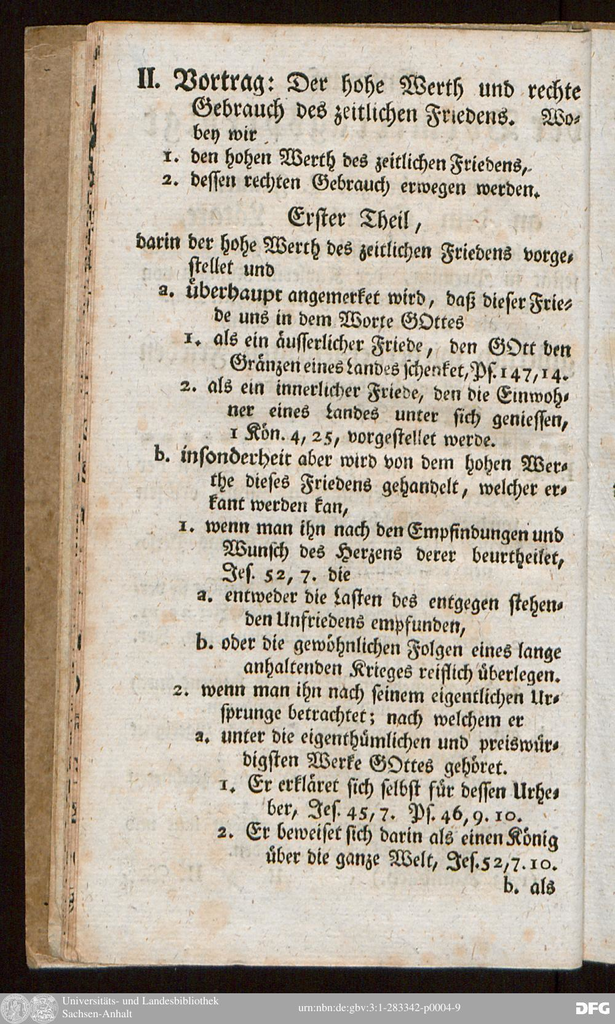 II. Vortrag: Der hohe Werth und rechte
Gebrauch des zeitlichen Friedens. Wo-
bey wir
1. den hohen Werth des zeitlichen Friedens,
2. dessen rechten Gebrauch erwegen werden.
Erster Theil,
darin der hohe Werth des zeitlichen Friedens vorge-
stellet und
a. überhaupt angemerket wird, daß dieser Frie-
de uns in dem Worte GOttes
1. als ein äusserlicher Friede, den GOtt den
Gränzen eines Landes schenket, Ps. 147, 14.
2. als ein innerlicher Friede, den die Einwoh-
ner eines Landes unter sich geniessen,
1 Kön. 4, 25, vorgestellet werde.
b. insonderheit aber wird von dem hohen Wer-
the dieses Friedens gehandelt, welcher er-
kant werden kan,
1. wenn man ihn nach den Empfindungen und
Wunsch des Herzens derer beurtheilet,
Jes. 52, 7. die
a. entweder die Lasten des entgegen stehen-
den Unfriedens empfunden,
b. oder die gewöhnlichen Folgen eines lange
anhaltenden Krieges reiflich überlegen.
2. wenn man ihn nach seinem eigentlichen Ur-
sprunge betrachtet; nach welchem er
a. unter die eigenthümlichen und preiswür-
digsten Werke GOttes gehöret.
1. Er erkläret sich selbst für dessen Urhe-
ber, Jes. 45, 7. Ps. 46, 9. 10.
2. Er beweiset sich darin als einen König
über die ganze Welt, Jes. 52, 7. 10.
b. als
Universitäts- und Landesbibliothek
Sachsen-Anhalt
urn:nbn:de:gbv:3:1-283342-p0004-9
DFG